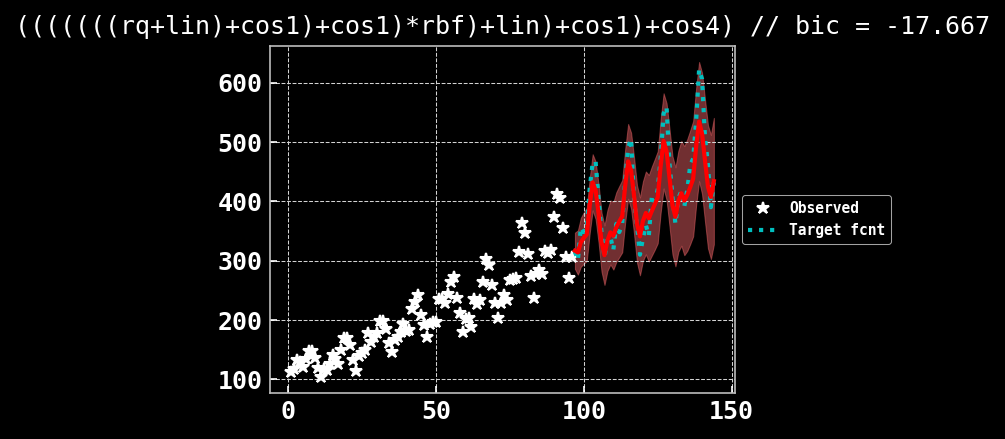 (((((((rq+lin)+cos1)+cos1)*rbf)+lin)+cos1)+cos4) // bic = -17.667
600
500
400
300
200
100
0 50 100 150
Observed
Target fcnt